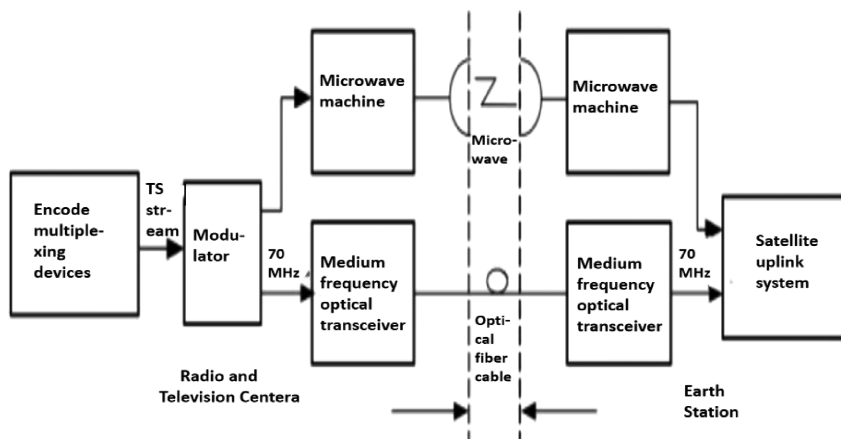 Microwave
machine
Microwave
machine
Micro-
wave
Encode
multiple-
xing
devices
TS
str-
eam
Modu-
lator
70
MHz
Medium
frequency
optical
transceiver
Medium
frequency
optical
transceiver
70
MHz
Satellite
uplink
system
Opti-
cal
fiber
cable
Radio and
Television Centera
Earth
Station